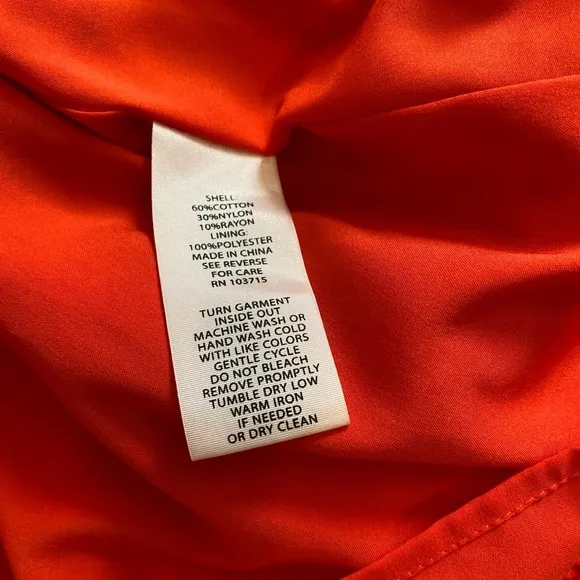 SHELL:
60%COTTON
30%NYLON
10%RAYON
LINING:
100%POLYESTER
MADE IN CHINA
SEE REVERSE
FOR CARE
RN 103715
TURN GARMENT
INSIDE OUT
MACHINE WASH OR
HAND WASH COLD
WITH LIKE COLORS
GENTLE CYCLE
DO NOT BLEACH
REMOVE PROMPTLY
TUMBLE DRY LOW
WARM IRON
IF NEEDED
OR DRY CLEAN